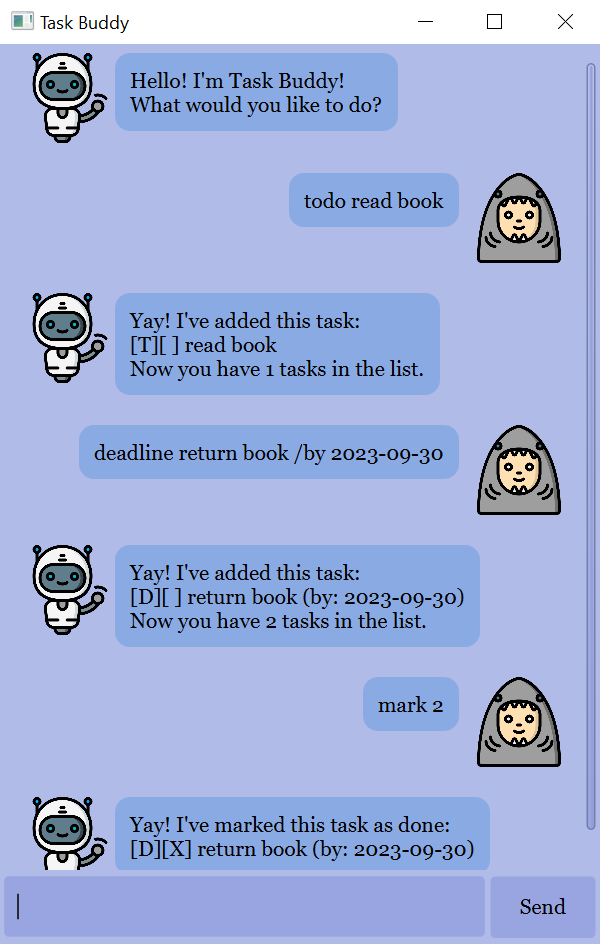 Task Buddy
Hello! I'm Task Buddy!
What would you like to do?
todo read book
Yay! I've added this task:
[T][ ] read book
Now you have 1 tasks in the list.
deadline return book /by 2023-09-30
Yay! I've added this task:
[D][ ] return book (by: 2023-09-30)
Now you have 2 tasks in the list.
mark 2
Yay! I've marked this task as done:
[D][X] return book (by: 2023-09-30)
Send